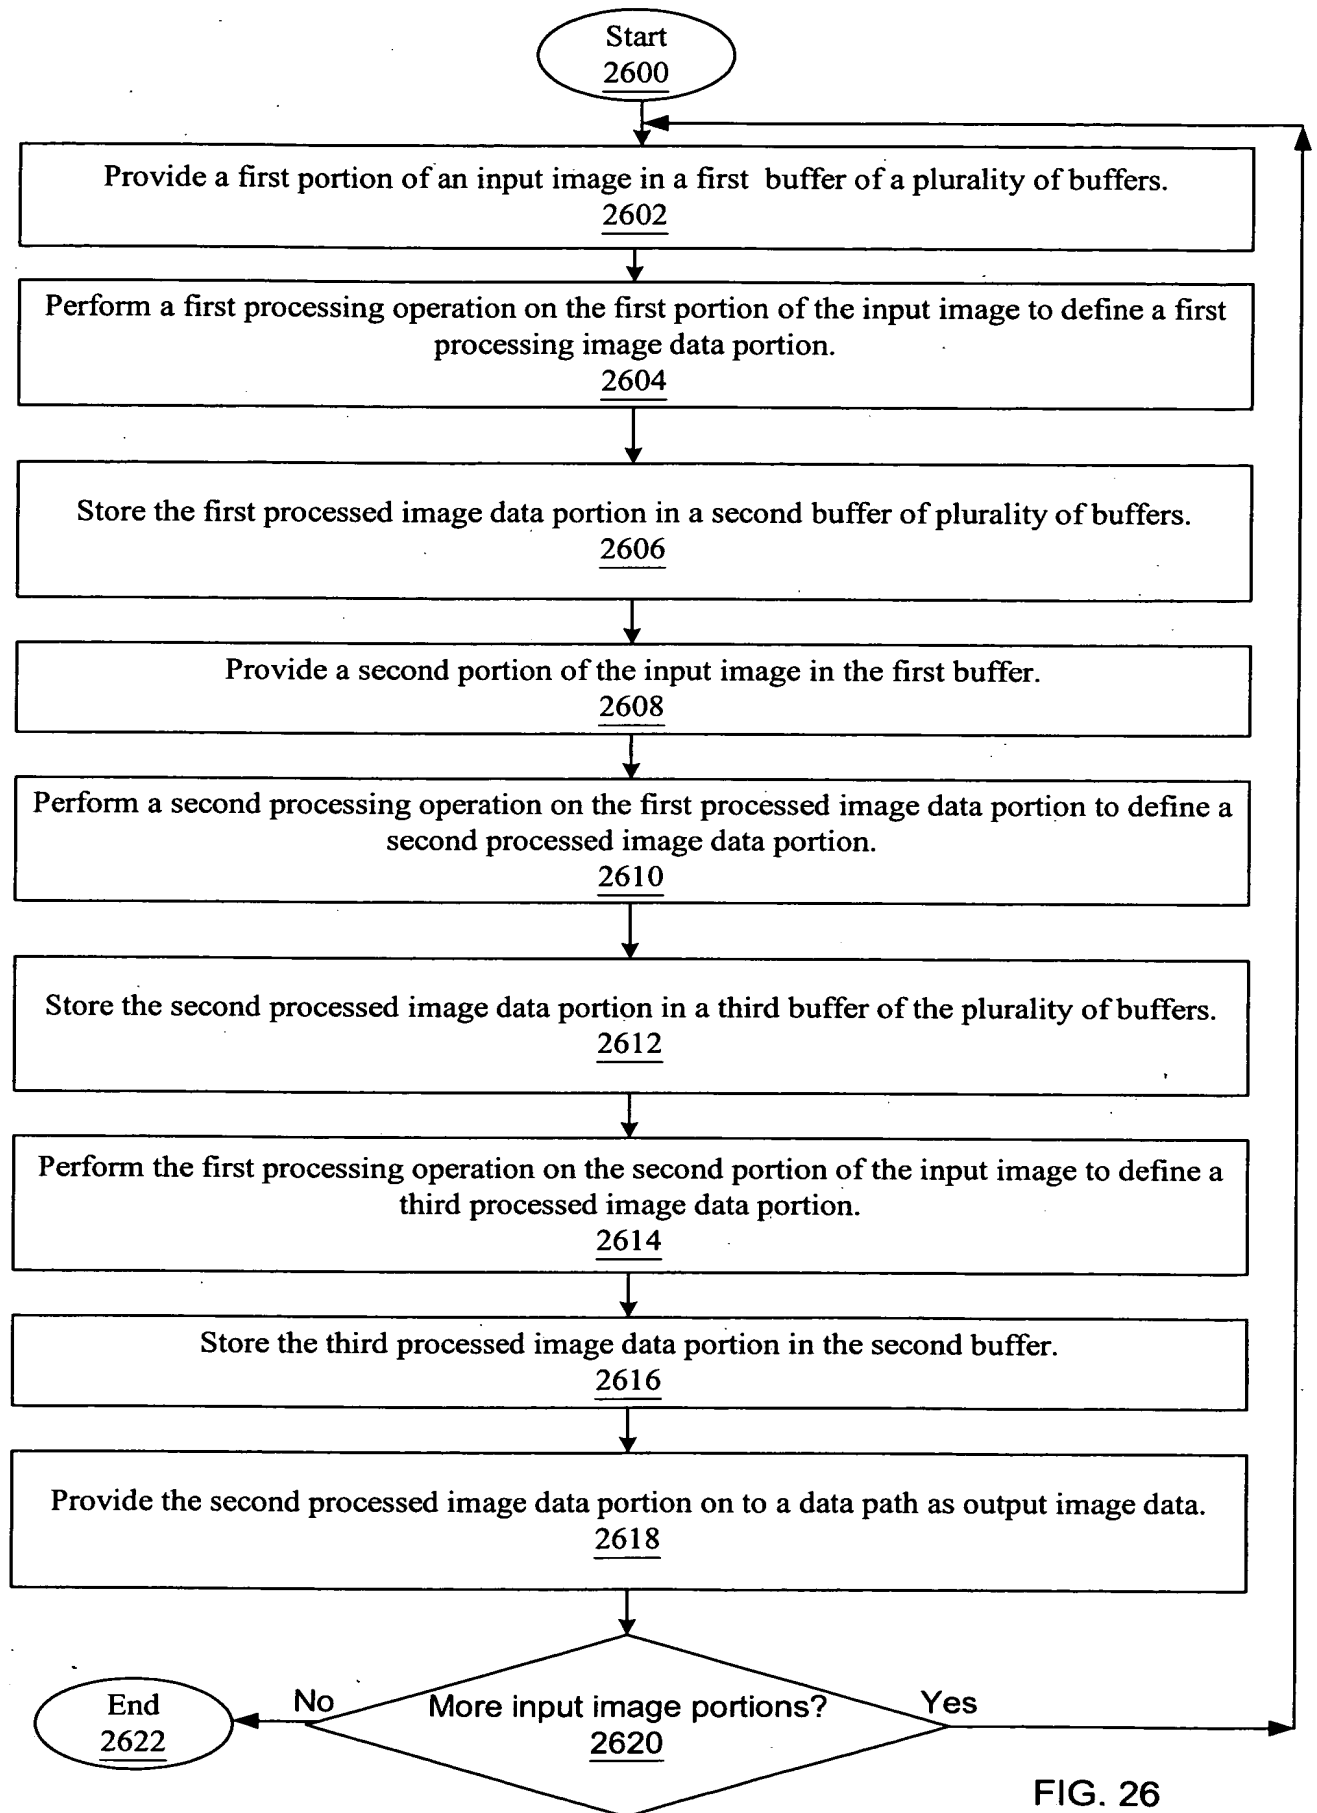 Start
2600
Provide a first portion of an input image in a first buffer of a plurality of buffers.
2602
Perform a first processing operation on the first portion of the input image to define a first
processing image data portion.
2604
Store the first processed image data portion in a second buffer of plurality of buffers.
2606
Provide a second portion of the input image in the first buffer.
2608
Perform a second processing operation on the first processed image data portion to define a
second processed image data portion.
2610
Store the second processed image data portion in a third buffer of the plurality of buffers.
2612
Perform the first processing operation on the second portion of the input image to define a
third processed image data portion.
2614
Store the third processed image data portion in the second buffer.
2616
Provide the second processed image data portion on to a data path as output image data.
2618
End
2622
No
More input image portions?
2620
Yes
FIG. 26